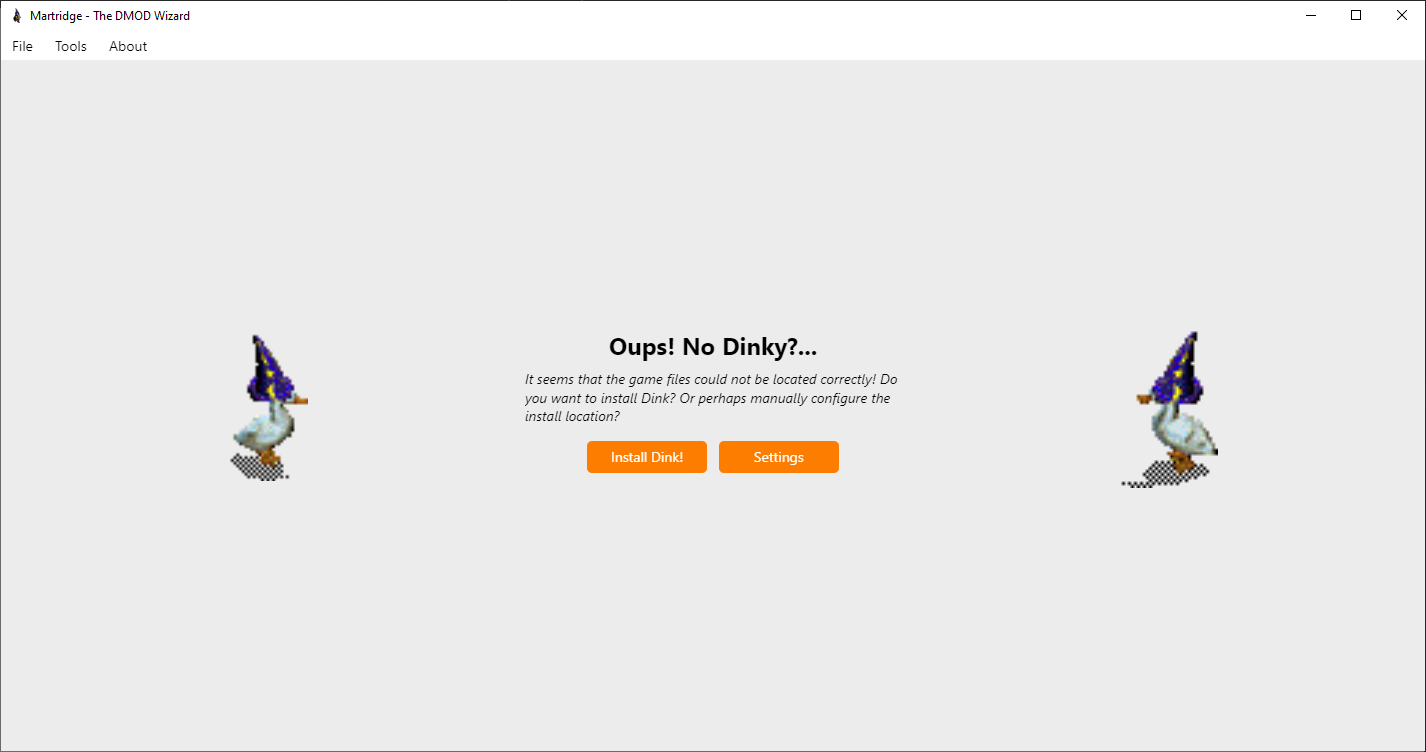 Martridge - The DMOD Wizard
File Tools About
Oups! No Dinky?...
It seems that the game files could not be located correctly! Do
you want to install Dink? Or perhaps manually configure the
install location?
Install Dink! Settings